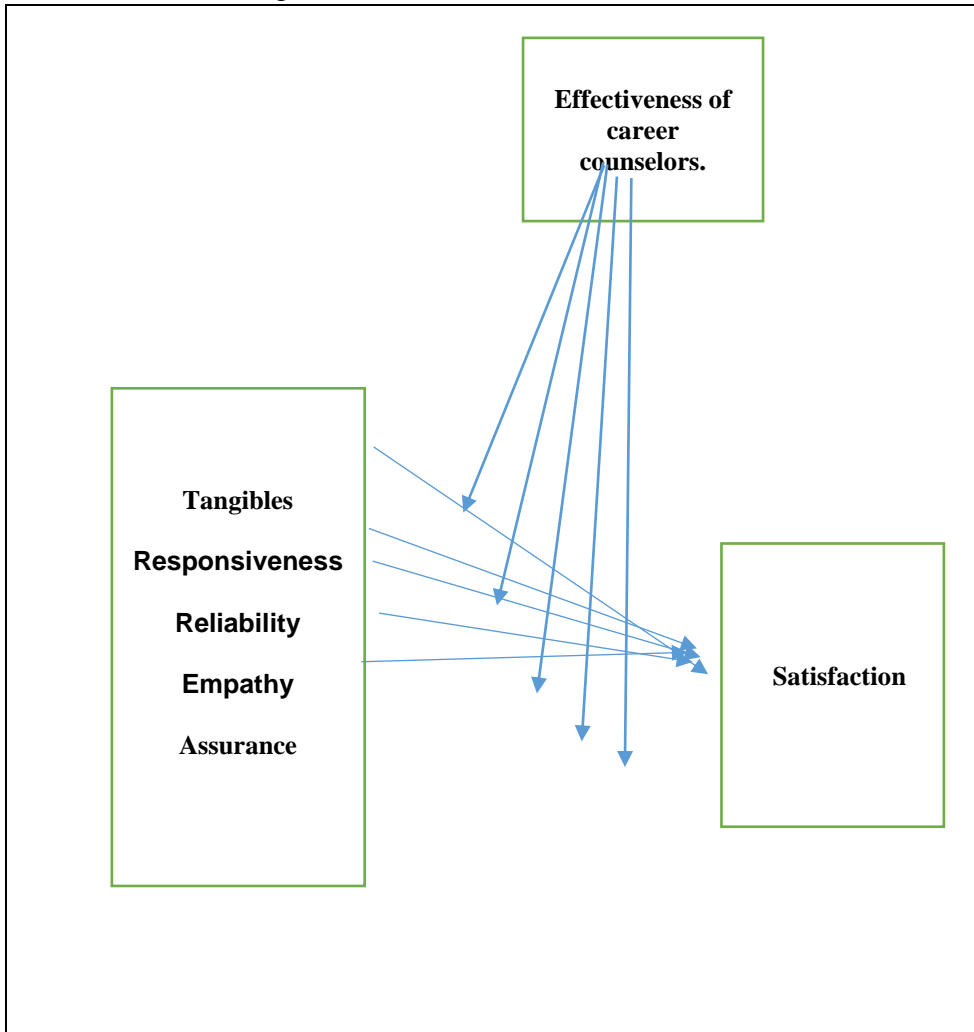 Effectiveness of
career
counselors.
Tangibles
Responsiveness
Reliability
Empathy
Assurance
Satisfaction